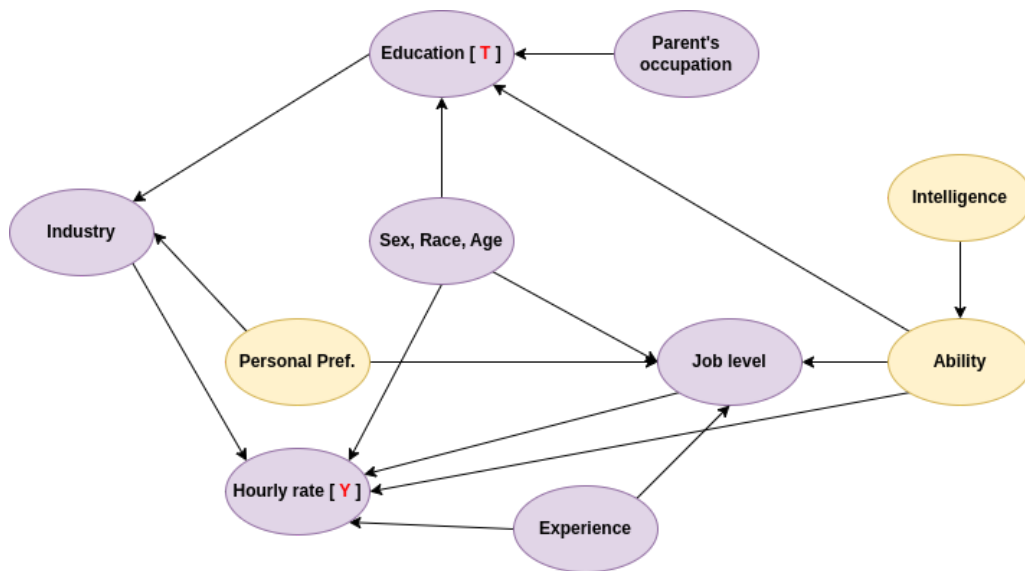 Education [ T ]
Parent's
occupation
Intelligence
Industry
Sex, Race, Age
Personal Pref.
Job level
Ability
Hourly rate [ Y ]
Experience